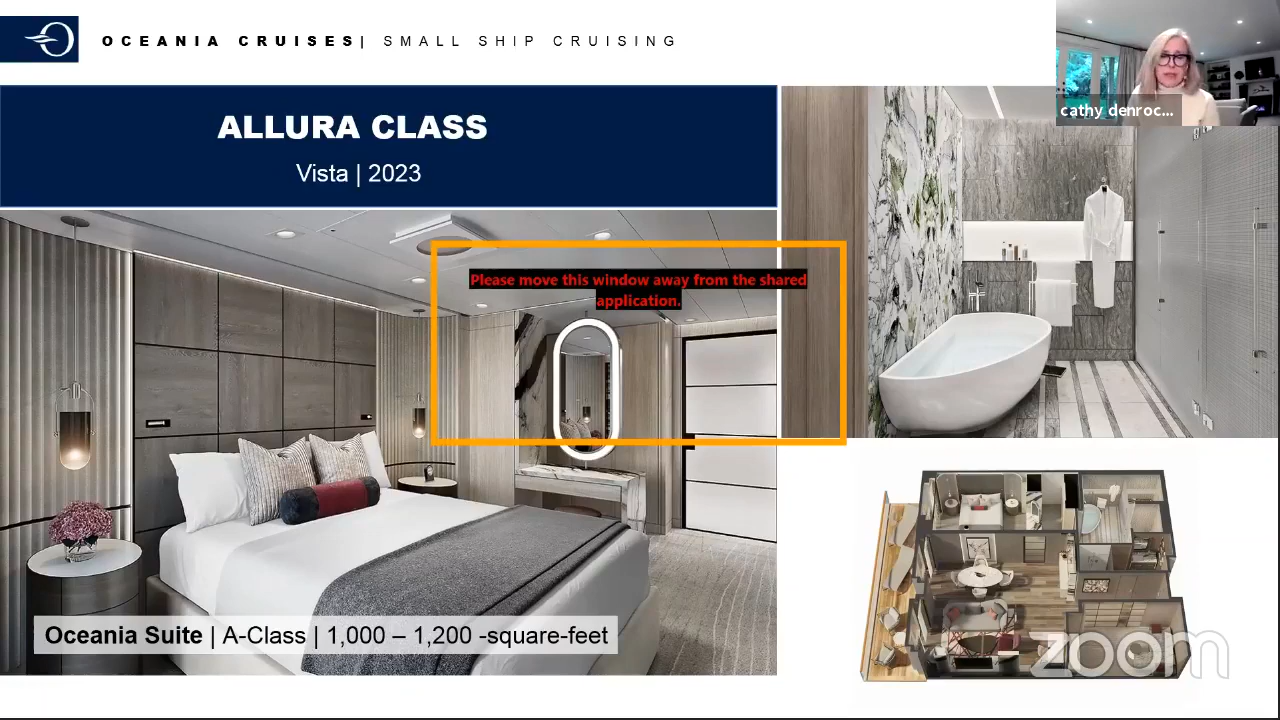 OCEANIA CRUISES| SMALL SHIP CRUISING
cathy denroc...
ALLURA CLASS
Vista | 2023
Please move this window away from the shared
application.
Oceania Suite | A-Class | 1,000 – 1,200 -square-feet
zoom